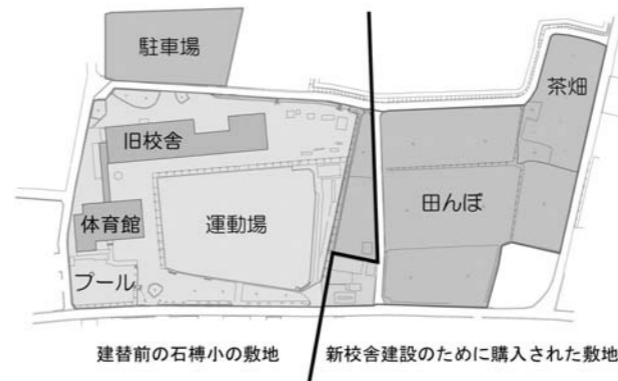 駐車場
茶畑
旧校舎
田んぼ
体育館
運動場
プール
建替前の石榑小の敷地
新校舎建設のために購入された敷地